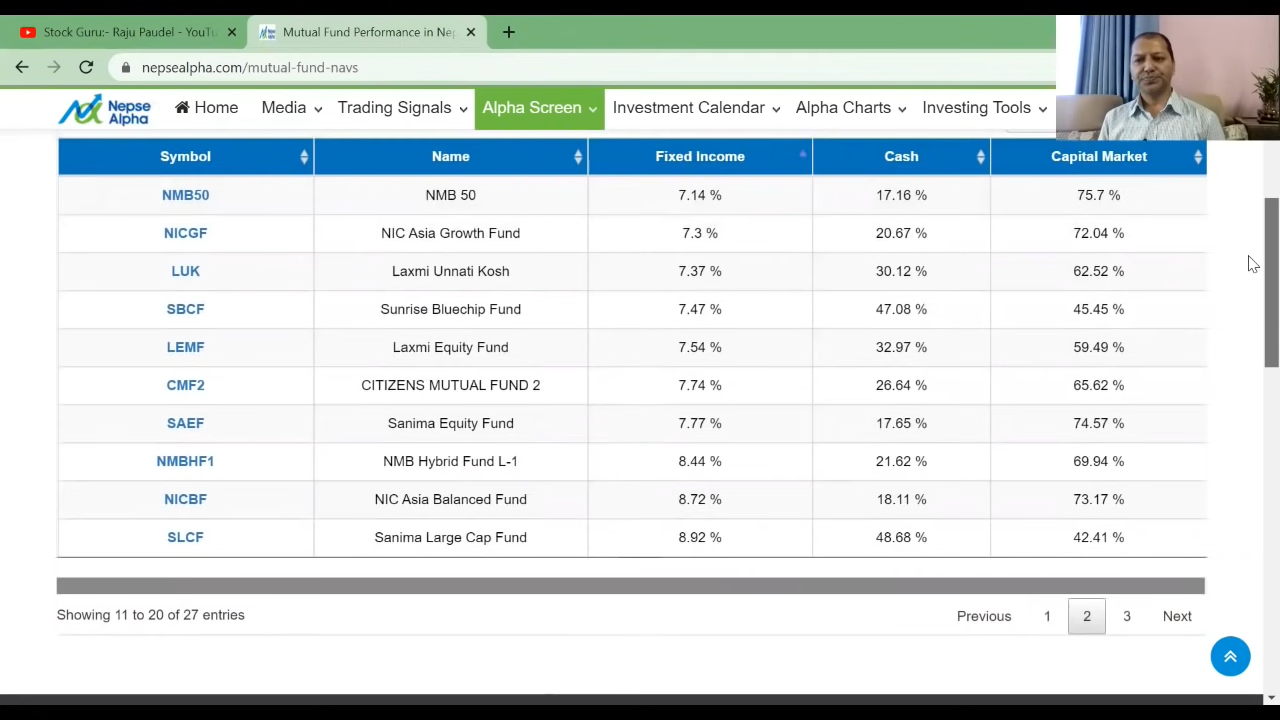 Stock Guru:- Raju Paudel - YouTu
Mutual Fund Performance in Nep
nepsealpha.com/mutual-fund-navs
Nepse Alpha Home Media Trading Signals Alpha Screen Investment Calendar Alpha Charts Investing Tools
Symbol Name Fixed Income Cash Capital Market
NMB50 NMB 50 7.14 % 17.16 % 75.7 %
NICGF NIC Asia Growth Fund 7.3 % 20.67 % 72.04 %
LUK Laxmi Unnati Kosh 7.37 % 30.12 % 62.52 %
SBCF Sunrise Bluechip Fund 7.47 % 47.08 % 45.45 %
LEMF Laxmi Equity Fund 7.54 % 32.97 % 59.49 %
CMF2 CITIZENS MUTUAL FUND 2 7.74 % 26.64 % 65.62 %
SAEF Sanima Equity Fund 7.77 % 17.65 % 74.57 %
NMBHF1 NMB Hybrid Fund L-1 8.44 % 21.62 % 69.94 %
NICBF NIC Asia Balanced Fund 8.72 % 18.11 % 73.17 %
SLCF Sanima Large Cap Fund 8.92 % 48.68 % 42.41 %
Showing 11 to 20 of 27 entries Previous 1 2 3 Next